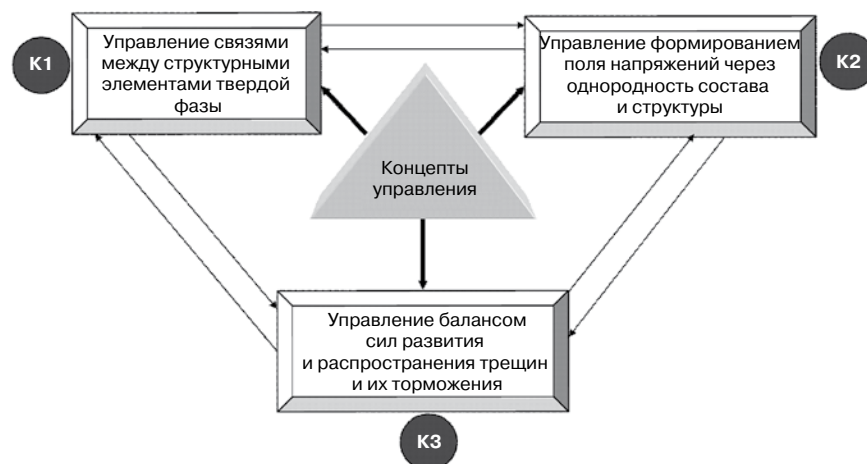 К1
Управление связями
между структурными
элементами твердой
фазы
Управление формированием
поля напряжений через
однородность состава
и структуры
К2
Концепты
управления
Управление балансом
сил развития
и распространения трещин
и их торможения
К3